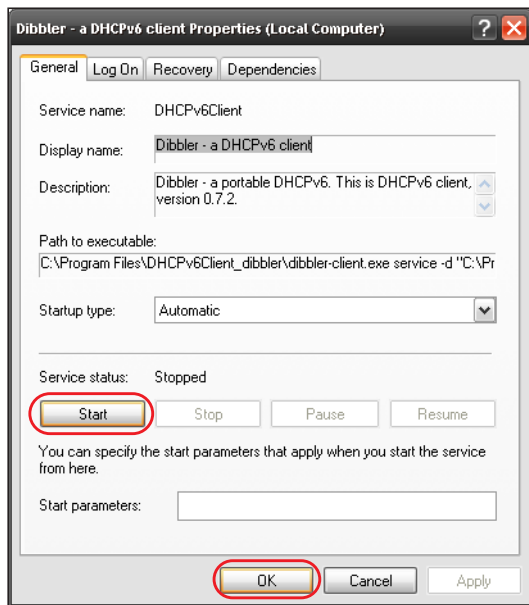 Dibbler - a DHCPv6 client Properties (Local Computer)
General Log On Recovery Dependencies
Service name: DHCPv6Client
Display name: Dibbler - a DHCPv6 client
Description: Dibbler - a portable DHCPv6. This is DHCPv6 client,
version 0.7.2.
Path to executable:
C:\Program Files\DHCPv6Client_dibbler\dibbler-client.exe service -d "C:\Pr
Startup type: Automatic
Service status: Stopped
Start Stop Pause Resume
You can specify the start parameters that apply when you start the service
from here.
Start parameters:
OK Cancel Apply